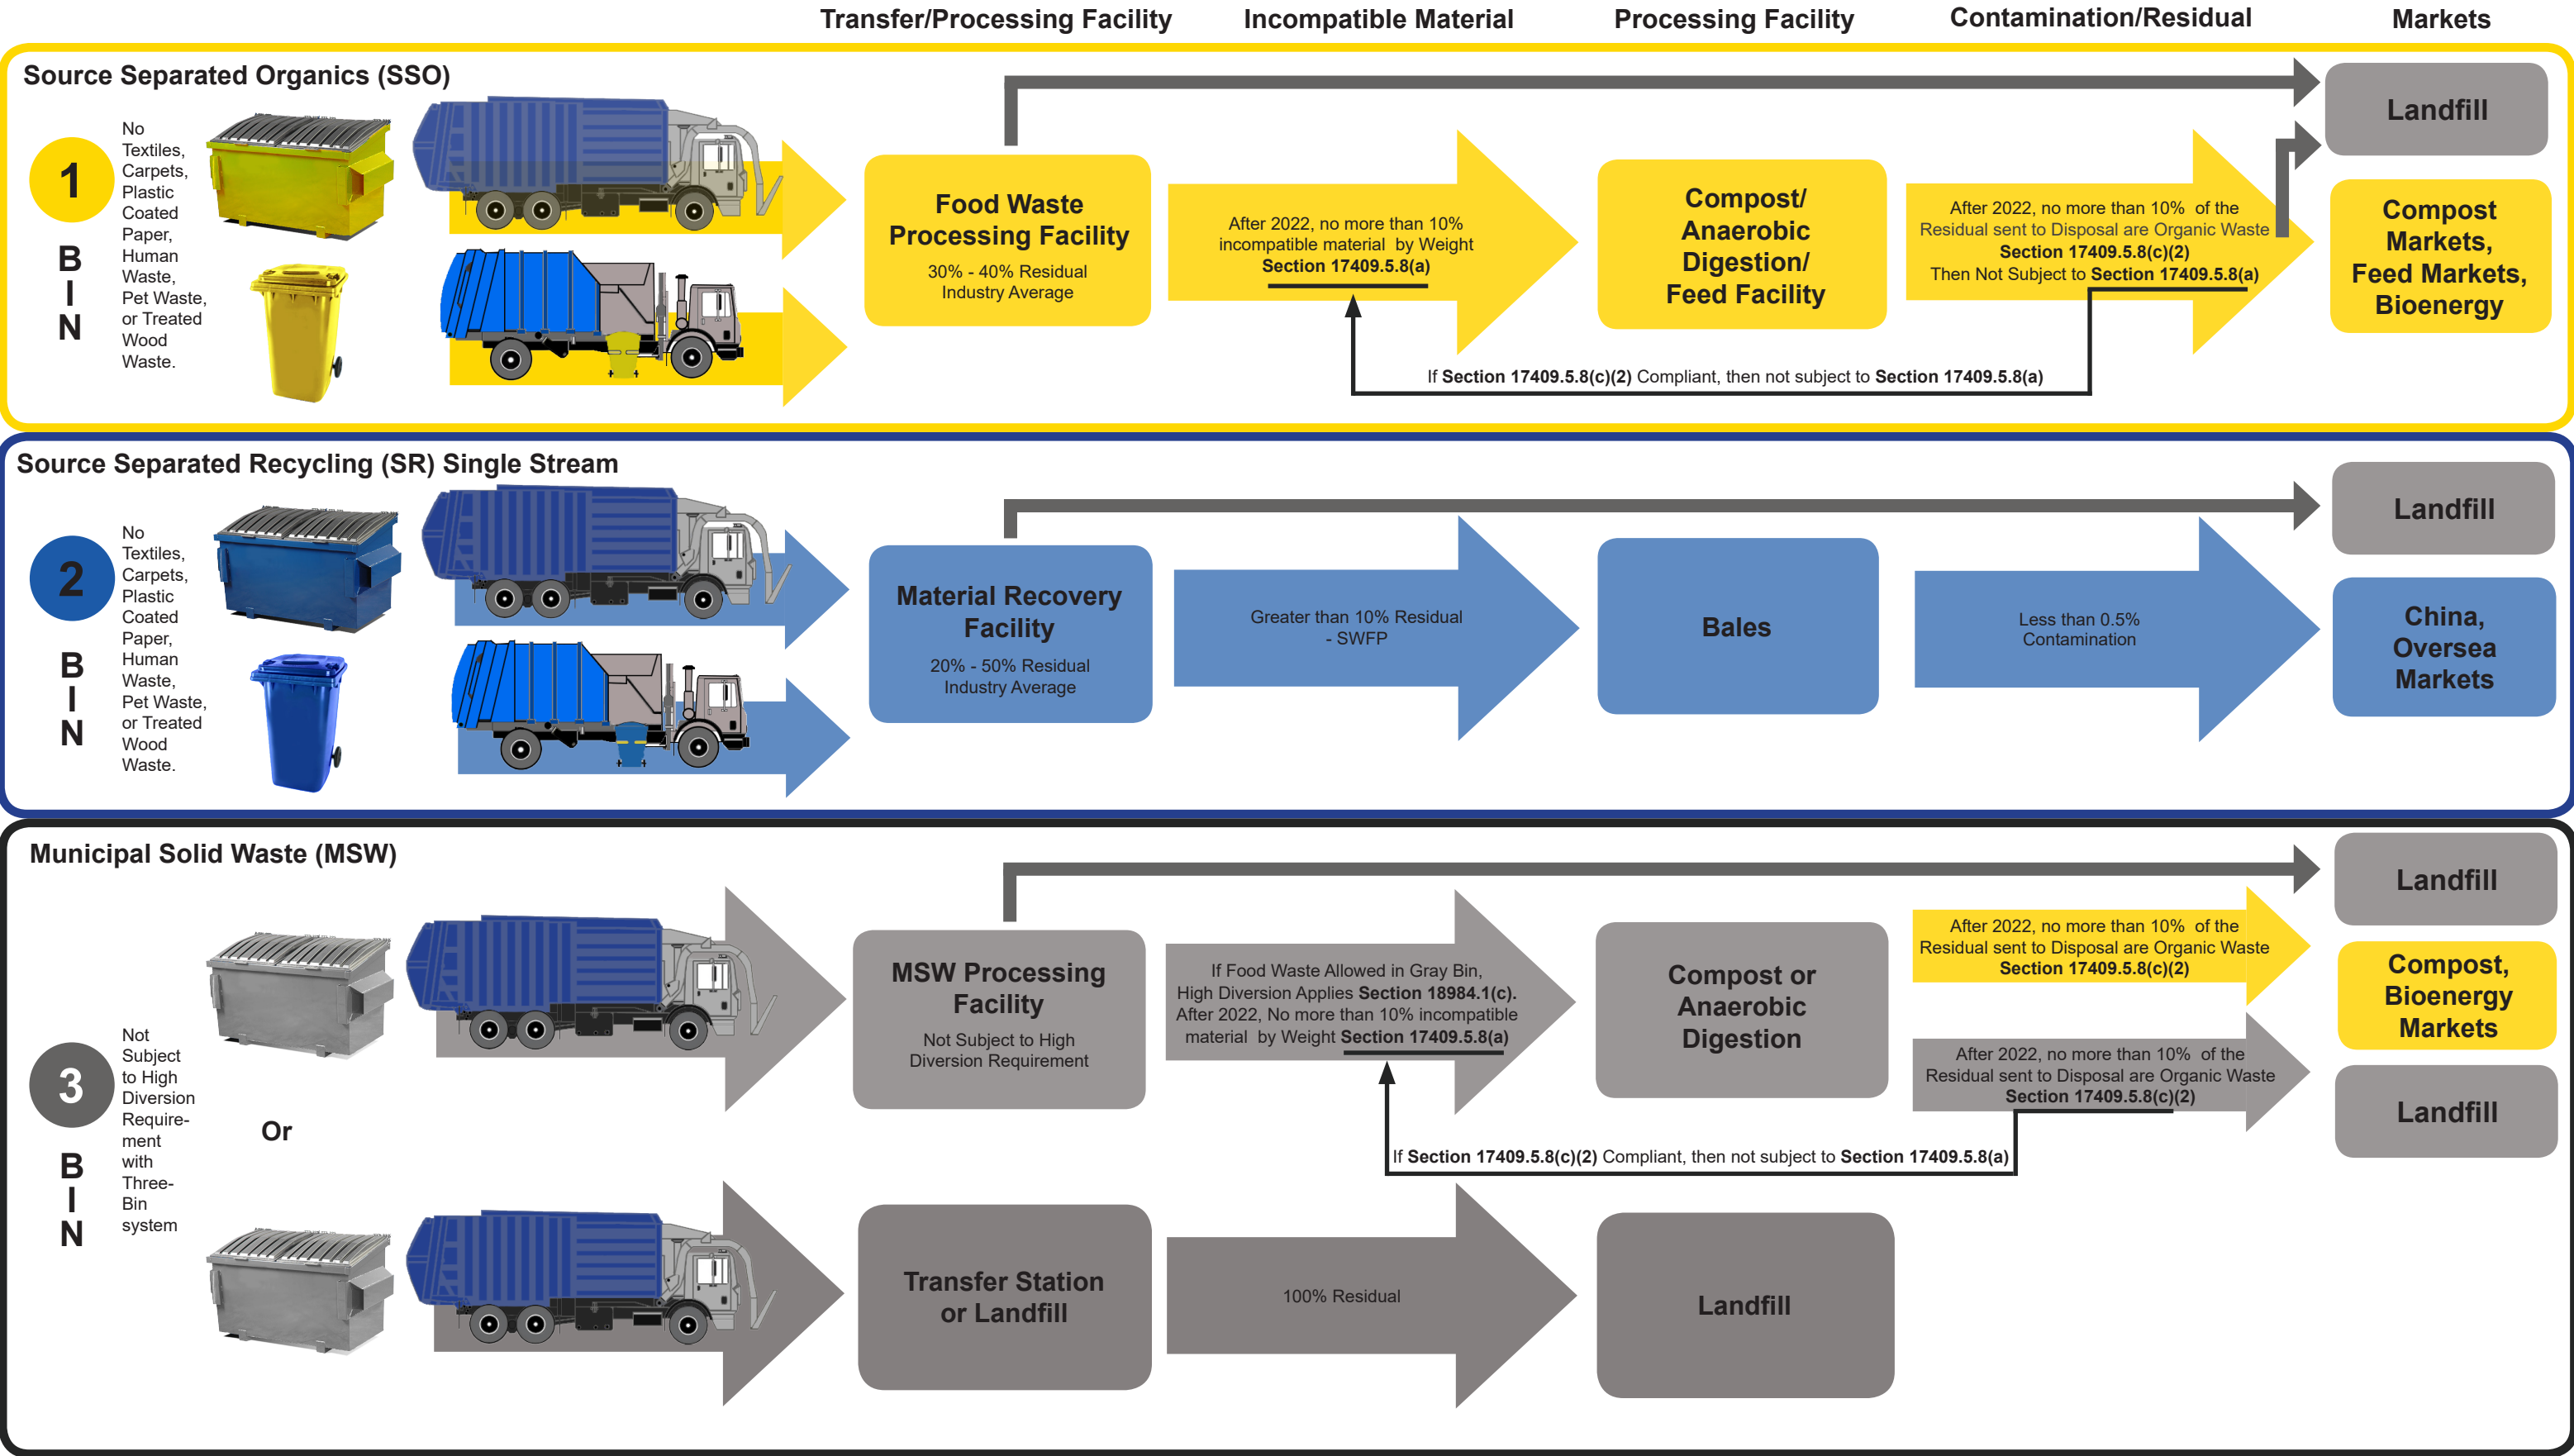 Transfer/Processing Facility
Incompatible Material
Processing Facility
Contamination/Residual
Markets
Source Separated Organics (SSO)
1
B
I
N
No
Textiles,
Carpets,
Plastic
Coated
Paper,
Human
Waste,
Pet Waste,
or Treated
Wood
Waste.
Food Waste
Processing Facility
30% - 40% Residual
Industry Average
After 2022, no more than 10%
incompatible material by Weight
Section 17409.5.8(a)
Compost/
Anaerobic
Digestion/
Feed Facility
After 2022, no more than 10% of the
Residual sent to Disposal are Organic Waste
Section 17409.5.8(c)(2)
Then Not Subject to Section 17409.5.8(a)
If Section 17409.5.8(c)(2) Compliant, then not subject to Section 17409.5.8(a)
Landfill
Compost
Markets,
Feed Markets,
Bioenergy
Source Separated Recycling (SR) Single Stream
2
B
I
N
No
Textiles,
Carpets,
Plastic
Coated
Paper,
Human
Waste,
Pet Waste,
or Treated
Wood
Waste.
Material Recovery
Facility
20% - 50% Residual
Industry Average
Greater than 10% Residual
- SWFP
Bales
Less than 0.5%
Contamination
Landfill
China,
Oversea
Markets
Municipal Solid Waste (MSW)
3
B
I
N
Not
Subject
to High
Diversion
Require-
ment
with
Three-
Bin
system
Or
MSW Processing
Facility
Not Subject to High
Diversion Requirement
If Food Waste Allowed in Gray Bin,
High Diversion Applies Section 18984.1(c).
After 2022, No more than 10% incompatible
material by Weight Section 17409.5.8(a)
Compost or
Anaerobic
Digestion
After 2022, no more than 10% of the
Residual sent to Disposal are Organic Waste
Section 17409.5.8(c)(2)
After 2022, no more than 10% of the
Residual sent to Disposal are Organic Waste
Section 17409.5.8(c)(2)
If Section 17409.5.8(c)(2) Compliant, then not subject to Section 17409.5.8(a)
Landfill
Compost,
Bioenergy
Markets
Landfill
Transfer Station
or Landfill
100% Residual
Landfill